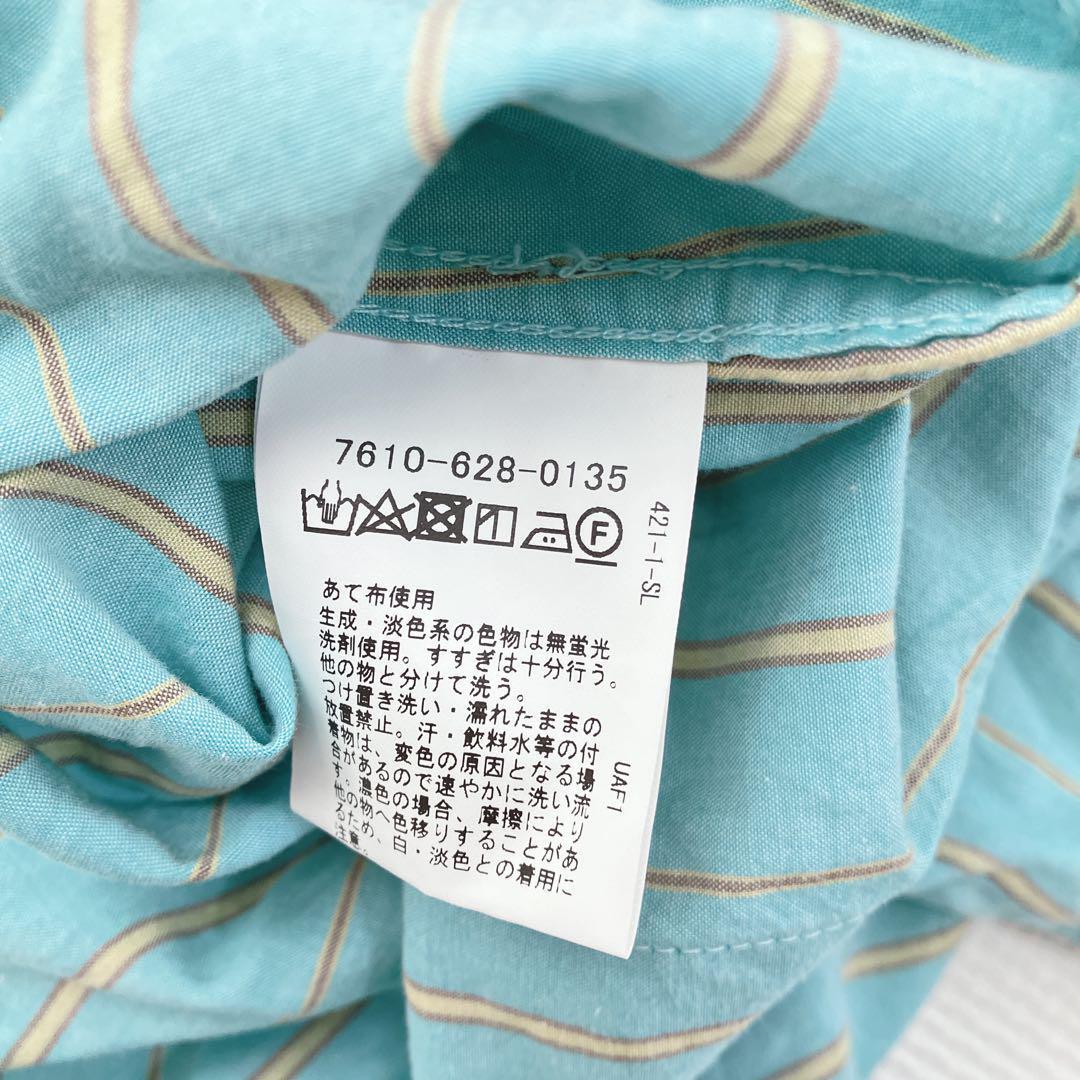 7610-628-0135
F
421-1-SL
あて布使用
生成・淡色系の色物は無蛍光
洗剤使用。すすぎは十分行う。
他の物と分けて洗う。
つけ置き洗い・濡れたままの
放置禁止。汗・飲料水等の付
着物は、変色の原因となる場
合があるので速やかに洗い流
す。濃色の場合、摩擦により
他の物へ色移りすることがあ
るため、白・淡色との着用に
注意。
UAF1